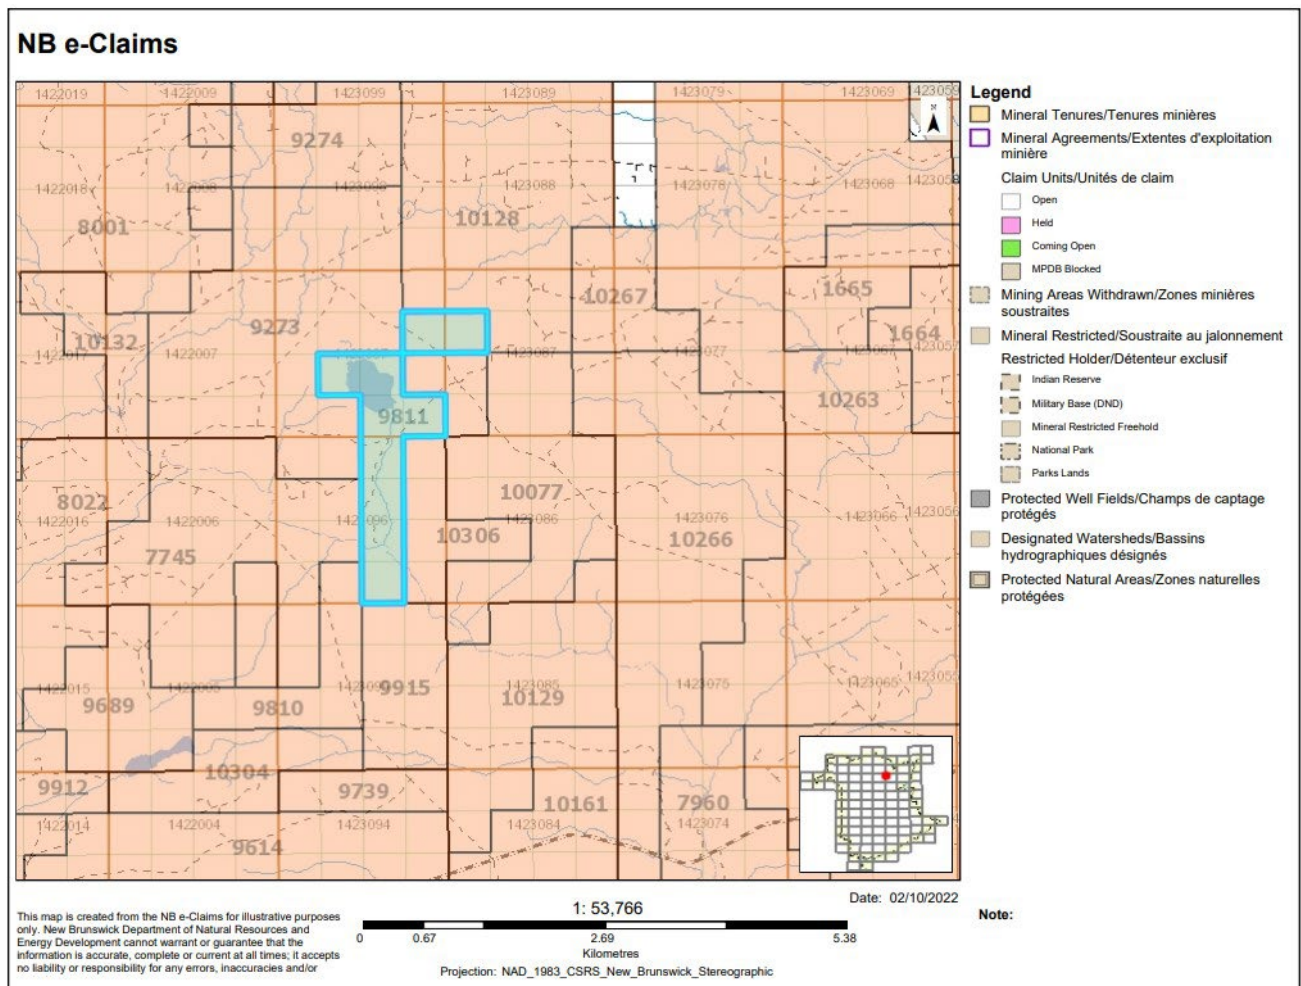 NB e-Claims
1422019 1422009 1423099 1423079 1423069 1423059
9274
1422018 1422008 1423098 1423088 1423078 1423068
8001 10128
10267 1665
9273 1664
10132
1422017 1422007 1423087 1423077 1423067
9811 10263
8022 10077
1422016 1422006 1423086 1423076 1423066 1423056
10306 10266
7745
1422015 1422005 1423085 1423075 1423065
9915
9689 9810 10129
9912 10304 9739 10161 7960
1422014 1422004 1423094 1423084 1423074
9614
N
Legend
Mineral Tenures/Tenures minières
Mineral Agreements/Extentes d'exploitation
minière
Claim Units/Unités de claim
Open
Held
Coming Open
MPDB Blocked
Mining Areas Withdrawn/Zones minières
soustraites
Mineral Restricted/Soustraite au jalonnement
Restricted Holder/Détenteur exclusif
Indian Reserve
Military Base (DND)
Mineral Restricted Freehold
National Park
Parks Lands
Protected Well Fields/Champs de captage
protégés
Designated Watersheds/Bassins
hydrographiques désignés
Protected Natural Areas/Zones naturelles
protégées
This map is created from the NB e-Claims for illustrative purposes
only. New Brunswick Department of Natural Resources and
Energy Development cannot warrant or guarantee that the
information is accurate, complete or current at all times; it accepts
no liability or responsibility for any errors, inaccuracies and/or
1: 53,766
0 0.67 2.69 5.38
Kilometres
Projection: NAD_1983_CSRS_New_Brunswick_Stereographic
Date: 02/10/2022
Note: